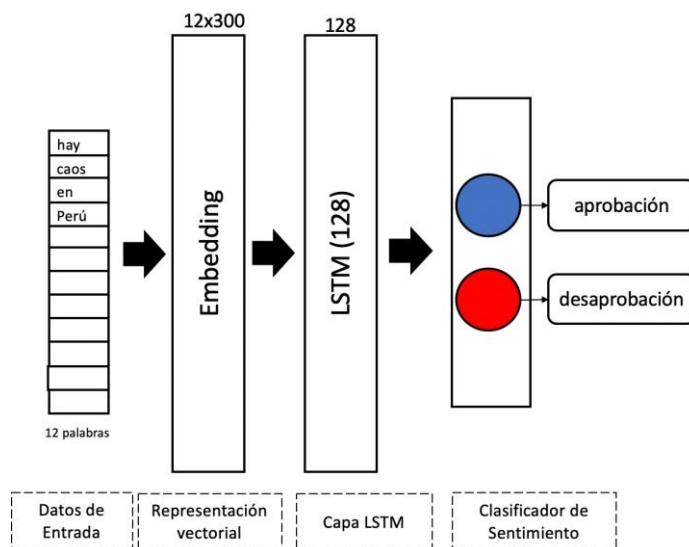 12x300
128
hay
caos
en
Perú
Embedding
LSTM (128)
aprobación
desaprobación
12 palabras
Datos de
Entrada
Representación
vectorial
Capa LSTM
Clasificador de
Sentimiento